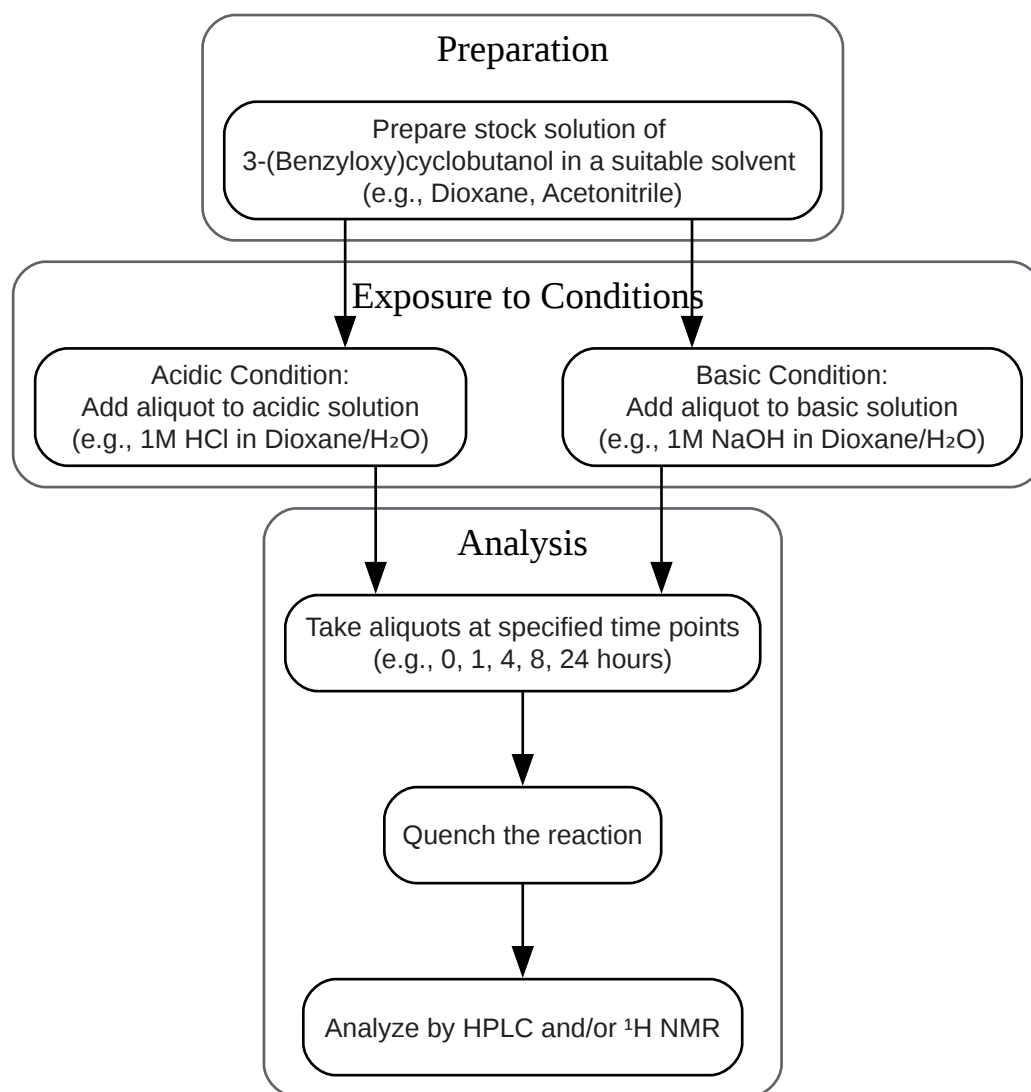 Preparation
Prepare stock solution of
3-(Benzyloxy)cyclobutanol in a suitable solvent
(e.g., Dioxane, Acetonitrile)
Exposure to Conditions
Acidic Condition:
Add aliquot to acidic solution
(e.g., 1M HCl in Dioxane/H₂O)
Basic Condition:
Add aliquot to basic solution
(e.g., 1M NaOH in Dioxane/H₂O)
Analysis
Take aliquots at specified time points
(e.g., 0, 1, 4, 8, 24 hours)
Quench the reaction
Analyze by HPLC and/or ¹H NMR